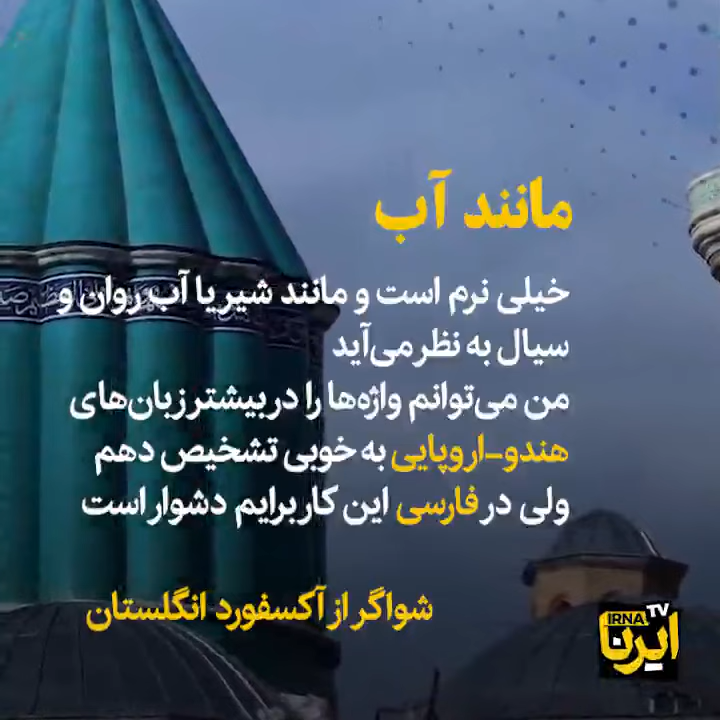 مانند آب
خیلی نرم است و مانند شیر یا آب روان و
سیال به نظر می‌آید
من می‌توانم واژه‌ها را در بیشتر زبان‌های
هندو-اروپایی به خوبی تشخیص دهم
ولی در فارسی این کار برایم دشوار است
شواگر از آکسفورد انگلستان
IRNA TV
ایرنا